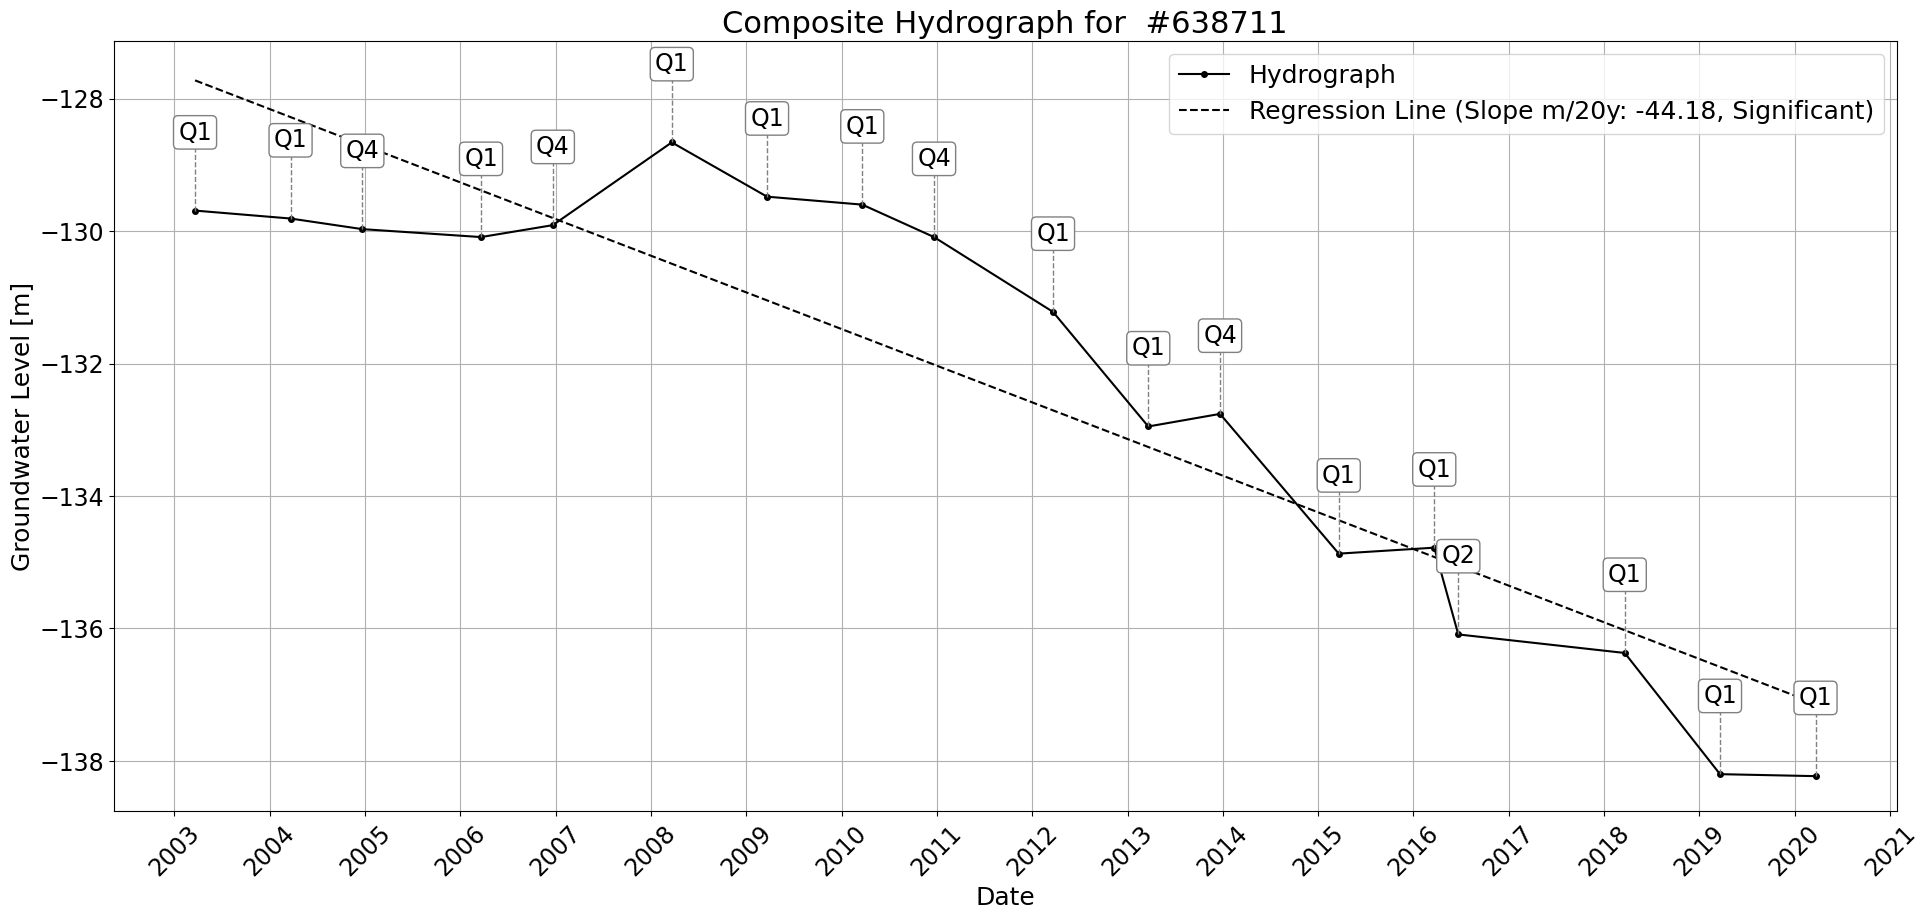 Composite Hydrograph for  #638711
Hydrograph
Regression Line (Slope m/20y: -44.18, Significant)
Groundwater Level [m]
−128
−130
−132
−134
−136
−138
Q1
Q1
Q4
Q1
Q4
Q1
Q1
Q1
Q4
Q1
Q1
Q4
Q1
Q1
Q2
Q1
Q1
Q1
2003
2004
2005
2006
2007
2008
2009
2010
2011
2012
2013
2014
2015
2016
2017
2018
2019
2020
2021
Date